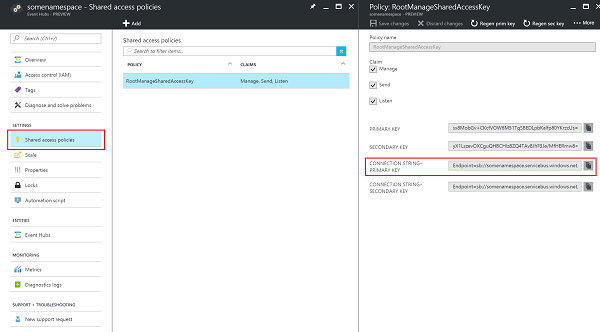 somenamespace - Shared access policies
Event Hubs - PREVIEW
Search (Ctrl+/)
Overview
Access control (IAM)
Tags
Diagnose and solve problems
SETTINGS
Shared access policies
Scale
Properties
Locks
Automation script
ENTITIES
Event Hubs
MONITORING
Metrics
Diagnostics logs
SUPPORT + TROUBLESHOOTING
New support request
Add
Shared access policies
Search to filter items...
POLICY CLAIMS
RootManageSharedAccessKey Manage, Send, Listen
Policy: RootManageSharedAccessKey
somenamespace - PREVIEW
Save changes Discard changes Regen prim key Regen sec key More
Policy name
RootManageSharedAccessKey
Claim
Manage
Send
Listen
PRIMARY KEY
SECONDARY KEY
CONNECTION STRING–
PRIMARY KEY
Endpoint=sb://somenamespace.servicebus.windows.net
CONNECTION STRING–
SECONDARY KEY
Endpoint=sb://somenamespace.servicebus.windows.net